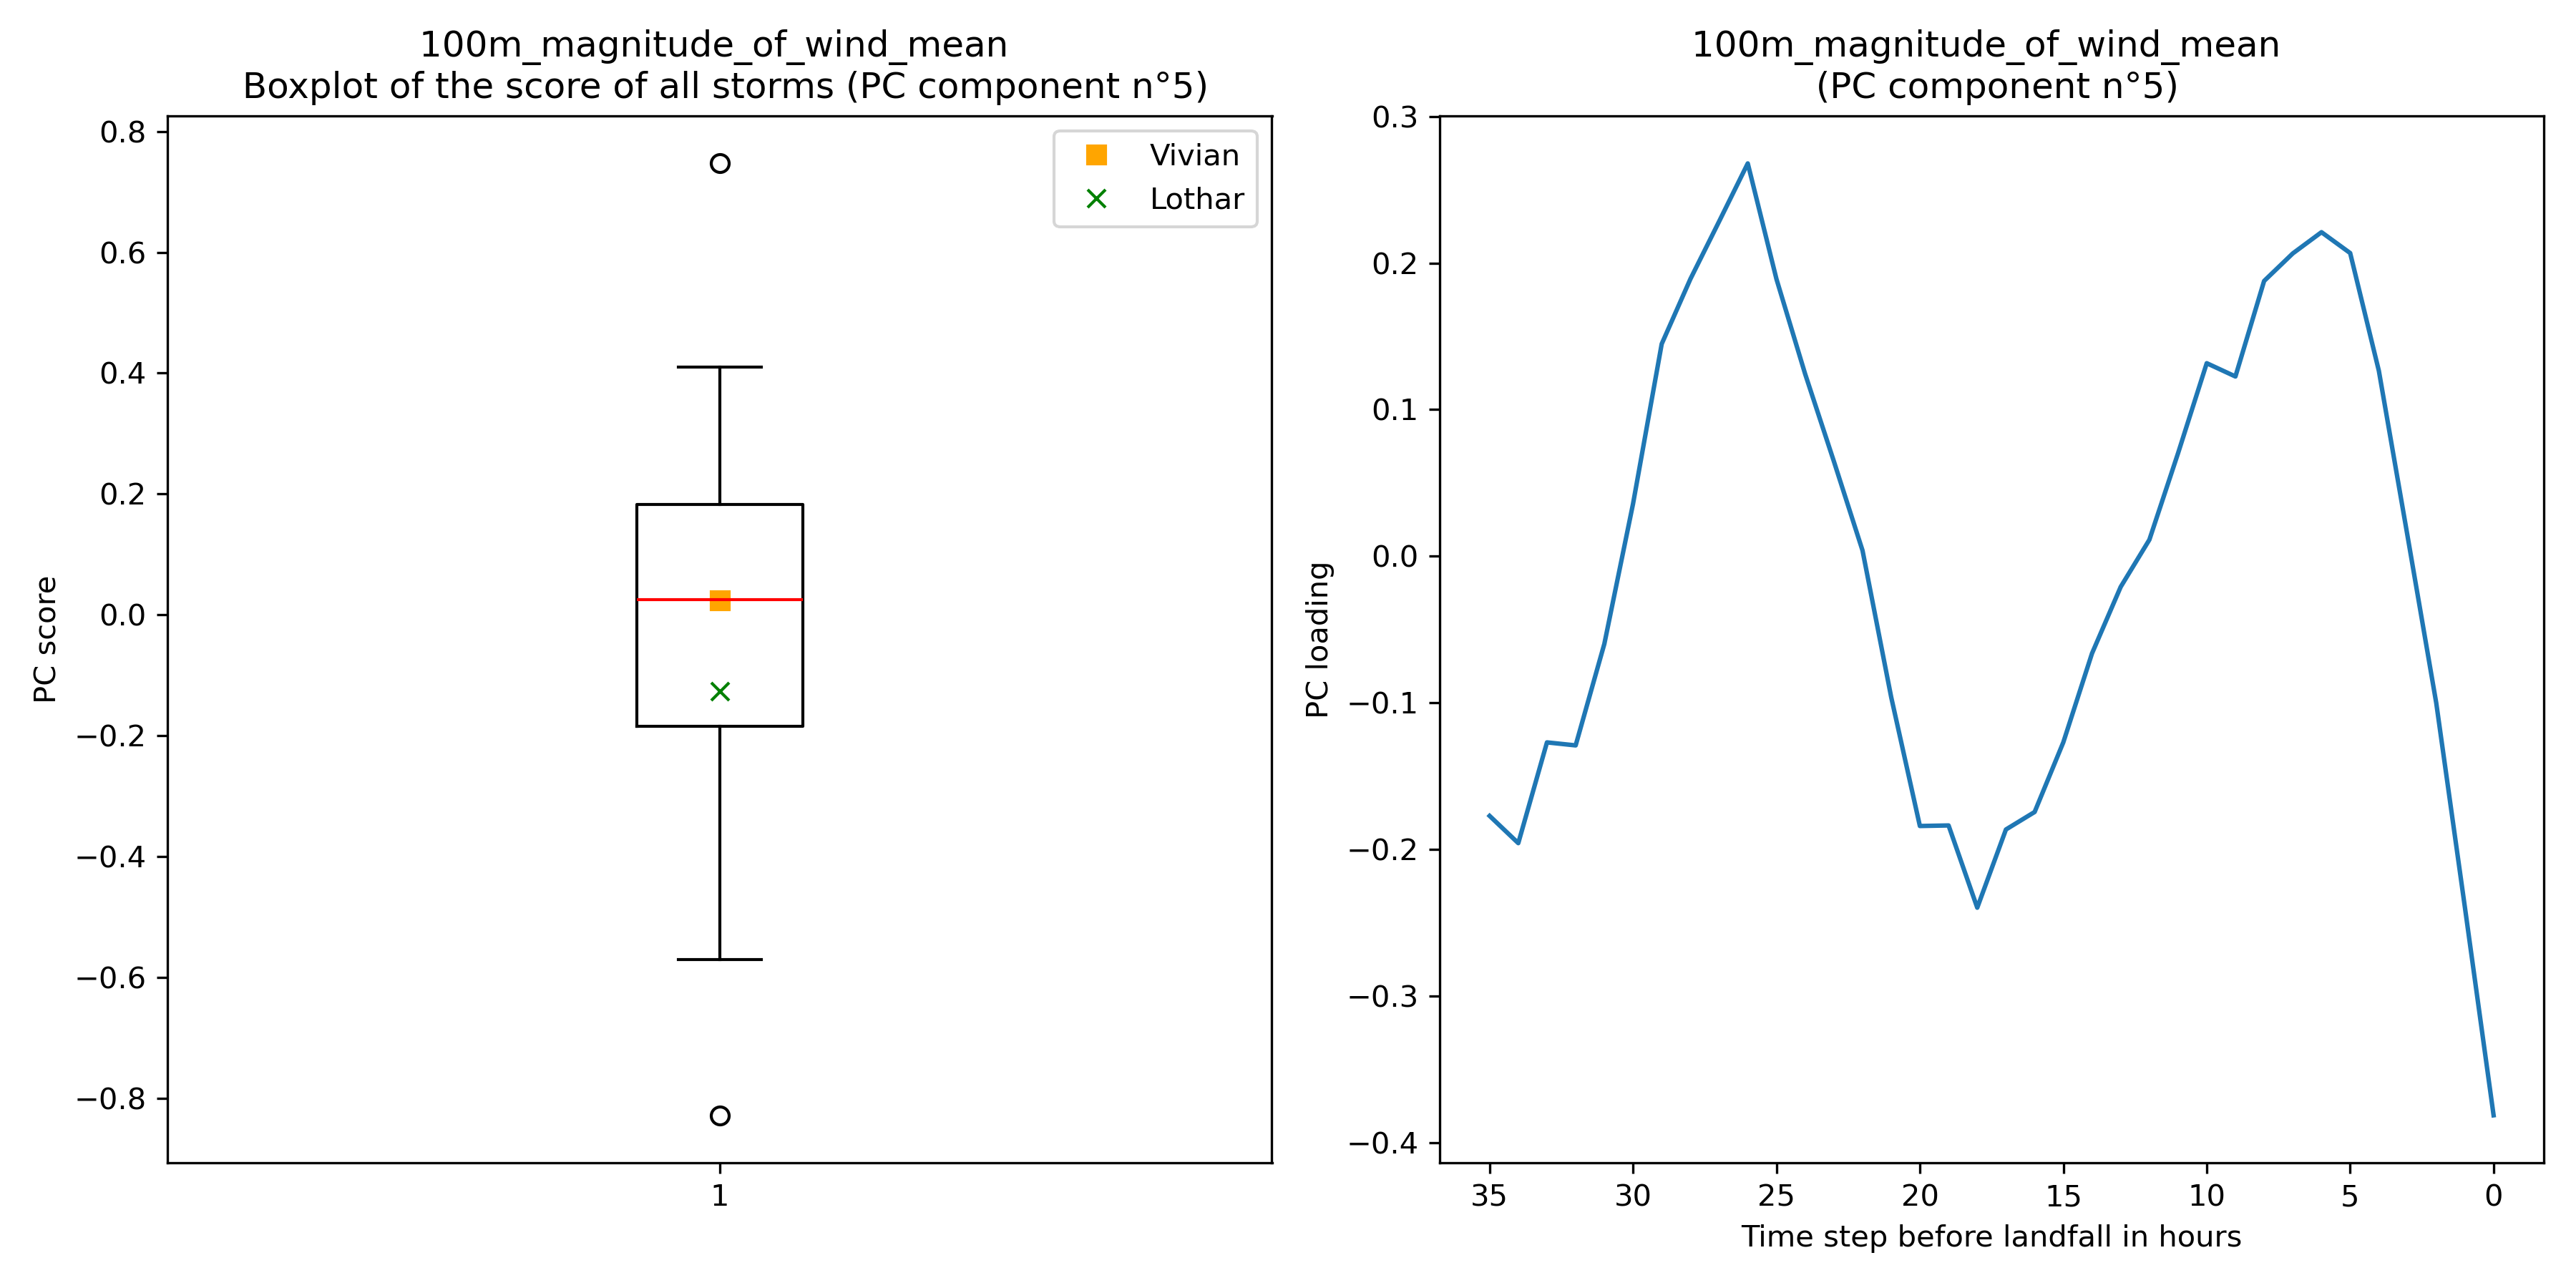 100m_magnitude_of_wind_mean
Boxplot of the score of all storms (PC component n°5)
0.8
0.6
0.4
0.2
0.0
−0.2
−0.4
−0.6
−0.8
PC score
Vivian
Lothar
1
100m_magnitude_of_wind_mean
(PC component n°5)
0.3
0.2
0.1
0.0
−0.1
−0.2
−0.3
−0.4
PC loading
35 30 25 20 15 10 5 0
Time step before landfall in hours